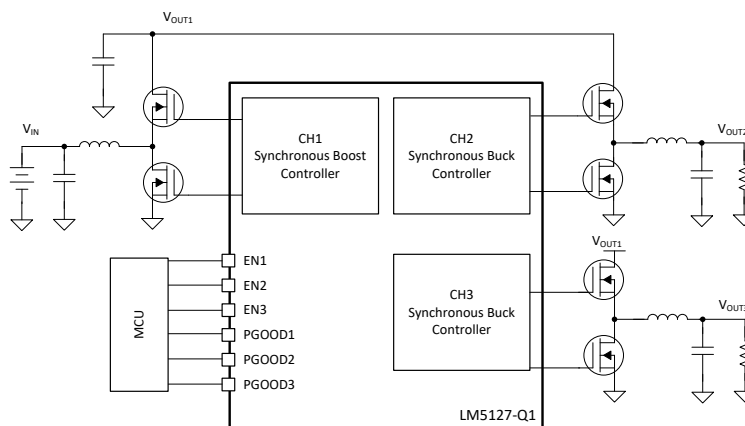 VOUT1
VIN
CH1
Synchronous Boost
Controller
CH2
Synchronous Buck
Controller
VOUT2
MCU
EN1
EN2
EN3
PGOOD1
PGOOD2
PGOOD3
CH3
Synchronous Buck
Controller
VOUT1
VOUT3
LM5127-Q1